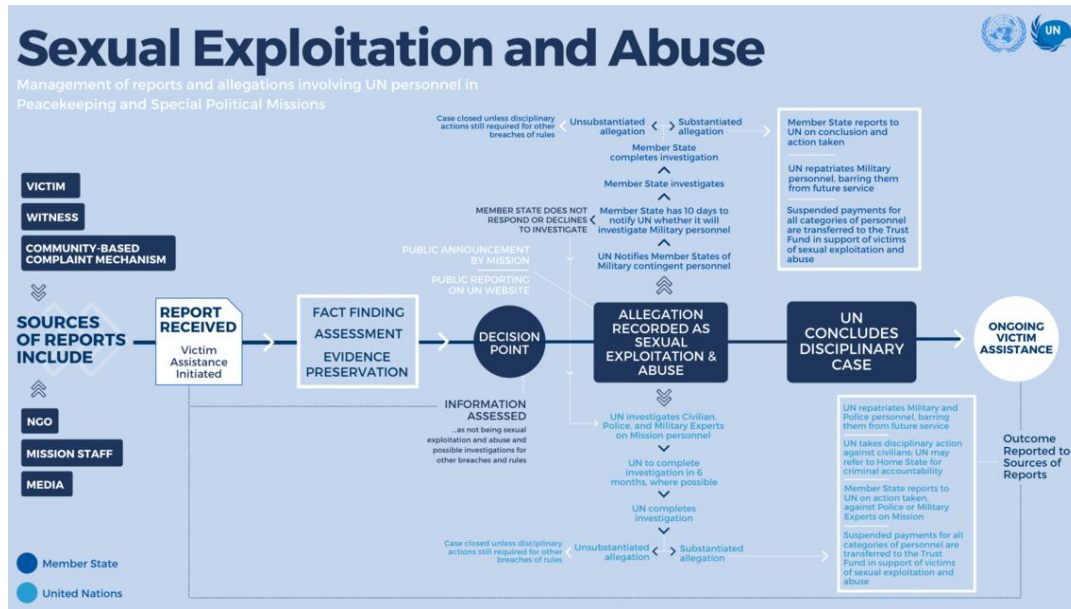 Sexual Exploitation and Abuse
Management of reports and allegations involving UN personnel in
Peacekeeping and Special Political Missions
UN
VICTIM
WITNESS
COMMUNITY-BASED
COMPLAINT MECHANISM
SOURCES
OF REPORTS
INCLUDE
NGO
MISSION STAFF
MEDIA
Member State
United Nations
REPORT
RECEIVED
Victim
Assistance
Initiated
FACT FINDING
ASSESSMENT
EVIDENCE
PRESERVATION
DECISION
POINT
INFORMATION
ASSESSED
...as not being sexual
exploitation and abuse and
possible investigations for
other breaches and rules
PUBLIC ANNOUNCEMENT
BY MISSION
PUBLIC REPORTING
ON UN WEBSITE
ALLEGATION
RECORDED AS
SEXUAL
EXPLOITATION &
ABUSE
UN Notifies Member States of
Military contingent personnel
Member State has 10 days to
notify UN whether it will
investigate Military personnel
MEMBER STATE DOES NOT
RESPOND OR DECLINES
TO INVESTIGATE
Member State investigates
Member State
completes investigation
Unsubstantiated
allegation
Substantiated
allegation
Case closed unless disciplinary
actions still required for other
breaches of rules
Member State reports to
UN on conclusion and
action taken
UN repatriates Military
personnel, barring them
from future service
Suspended payments for
all categories of personnel
are transferred to the Trust
Fund in support of victims
of sexual exploitation and
abuse
UN investigates Civilian,
Police, and Military Experts
on Mission personnel
UN to complete
investigation in 6
months, where possible
UN completes
investigation
Unsubstantiated
allegation
Substantiated
allegation
Case closed unless disciplinary
actions still required for other
breaches of rules
UN repatriates Military and
Police personnel, barring
them from future service
UN takes disciplinary action
against civilians; UN may
refer to Home State for
criminal accountability
Member State reports to
UN on action taken,
against Police or Military
Experts on Mission
Suspended payments for all
categories of personnel are
transferred to the Trust
Fund in support of victims
of sexual exploitation and
abuse
UN
CONCLUDES
DISCIPLINARY
CASE
ONGOING
VICTIM
ASSISTANCE
Outcome
Reported to
Sources of
Reports